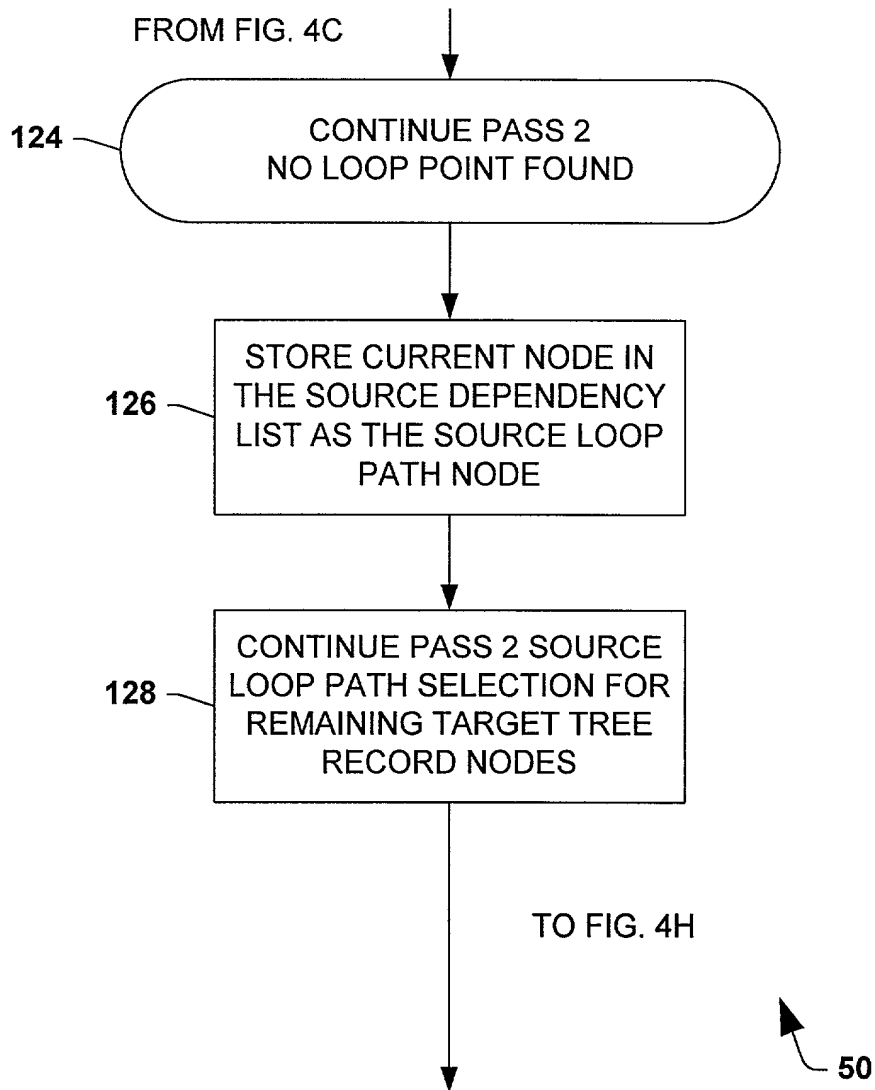 FROM FIG. 4C
124
CONTINUE PASS 2
NO LOOP POINT FOUND
126
STORE CURRENT NODE IN
THE SOURCE DEPENDENCY
LIST AS THE SOURCE LOOP
PATH NODE
128
CONTINUE PASS 2 SOURCE
LOOP PATH SELECTION FOR
REMAINING TARGET TREE
RECORD NODES
TO FIG. 4H
50